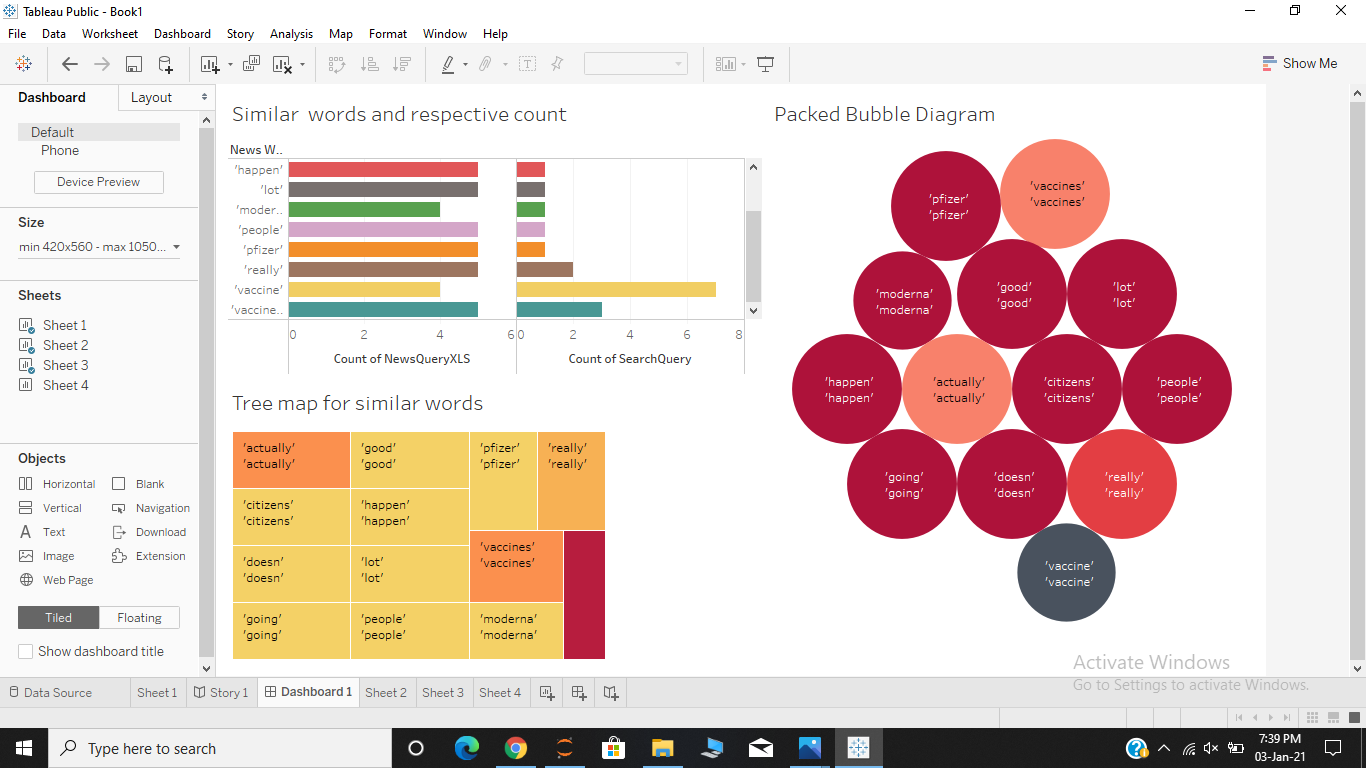 Tableau Public - Book1
File Data Worksheet Dashboard Story Analysis Map Format Window Help
Show Me
Dashboard Layout
Default
Phone
Device Preview
Size
min 420x560 - max 1050...
Sheets
Sheet 1
Sheet 2
Sheet 3
Sheet 4
Objects
Horizontal Blank
Vertical Navigation
Text Download
Image Extension
Web Page
Tiled Floating
Show dashboard title
Similar words and respective count
News W..
'happen'
'lot'
'moder..
'people'
'pfizer'
'really'
'vaccine'
'vaccine..
0 2 4 6 0 2 4 6 8
Count of NewsQueryXLS Count of SearchQuery
Tree map for similar words
'actually'
'actually'
'good'
'good'
'pfizer'
'pfizer'
'really'
'really'
'citizens'
'citizens'
'happen'
'happen'
'vaccines'
'vaccines'
'doesn'
'doesn'
'lot'
'lot'
'going'
'going'
'people'
'people'
'moderna'
'moderna'
Packed Bubble Diagram
'pfizer'
'pfizer'
'vaccines'
'vaccines'
'moderna'
'moderna'
'good'
'good'
'lot'
'lot'
'happen'
'happen'
'actually'
'actually'
'citizens'
'citizens'
'people'
'people'
'going'
'going'
'doesn'
'doesn'
'really'
'really'
'vaccine'
'vaccine'
Activate Windows
Go to Settings to activate Windows.
Data Source Sheet 1 Story 1 Dashboard 1 Sheet 2 Sheet 3 Sheet 4
Type here to search
7:39 PM
03-Jan-21